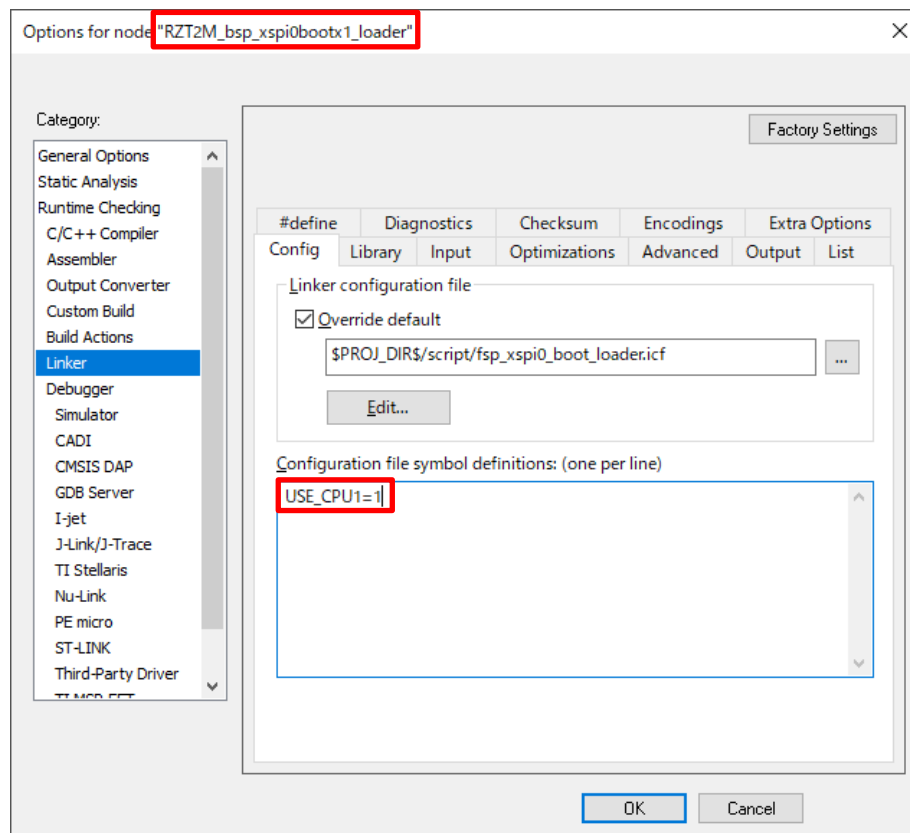 Options for node "RZT2M_bsp_xspi0bootx1_loader"
Category:
Factory Settings
General Options
Static Analysis
Runtime Checking
C/C++ Compiler
Assembler
Output Converter
Custom Build
Build Actions
Linker
Debugger
Simulator
CADI
CMSIS DAP
GDB Server
I-jet
J-Link/J-Trace
TI Stellaris
Nu-Link
PE micro
ST-LINK
Third-Party Driver
TI MSP-FET
#define Diagnostics Checksum Encodings Extra Options
Config Library Input Optimizations Advanced Output List
Linker configuration file
Override default
$PROJ_DIR$/script/fsp_xspi0_boot_loader.icf
...
Edit...
Configuration file symbol definitions: (one per line)
USE_CPU1=1
OK Cancel